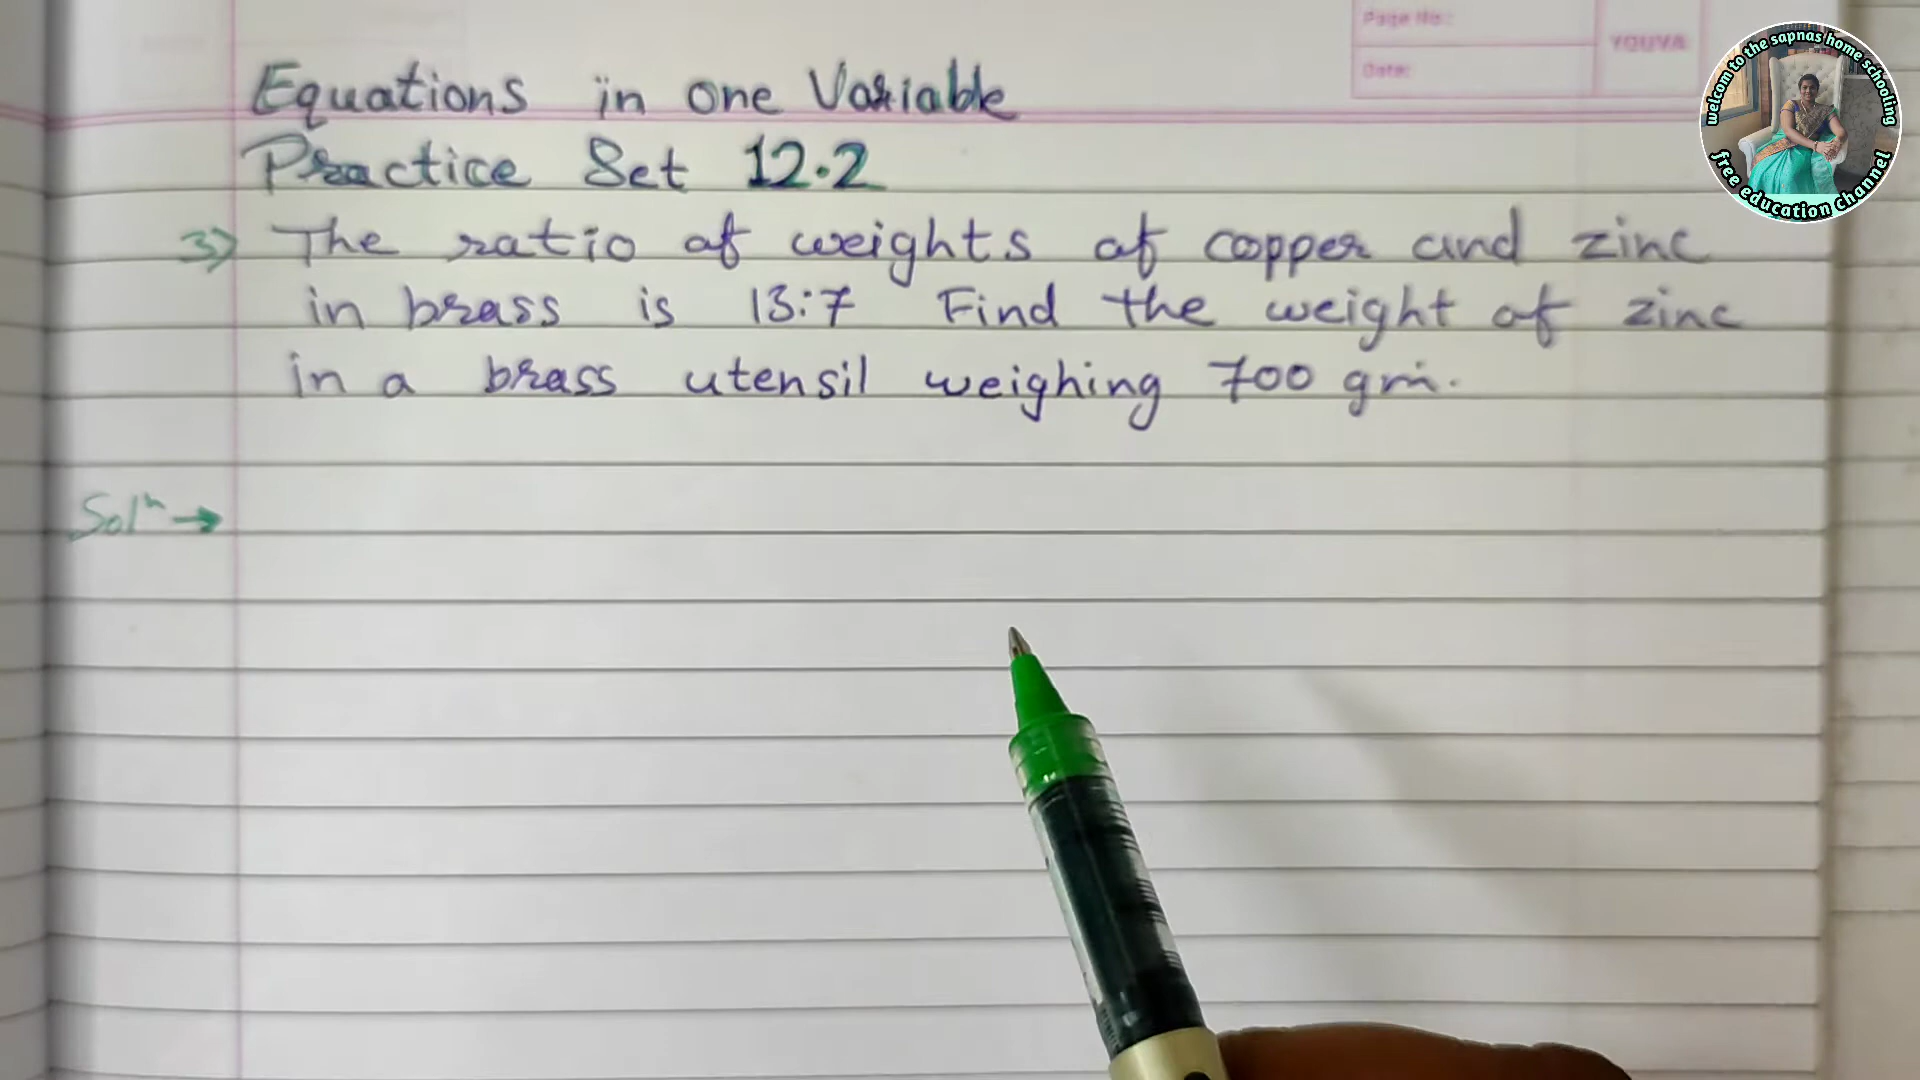 Page No.:
Date:
YOUVA
welcom to the sapnas home schooling
free education channel
Equations in one Variable
Practice Set 12.2
3) The ratio of weights of copper and zinc
in brass is 13:7 Find the weight of zinc
in a brass utensil weighing 700 gm.
Solⁿ →